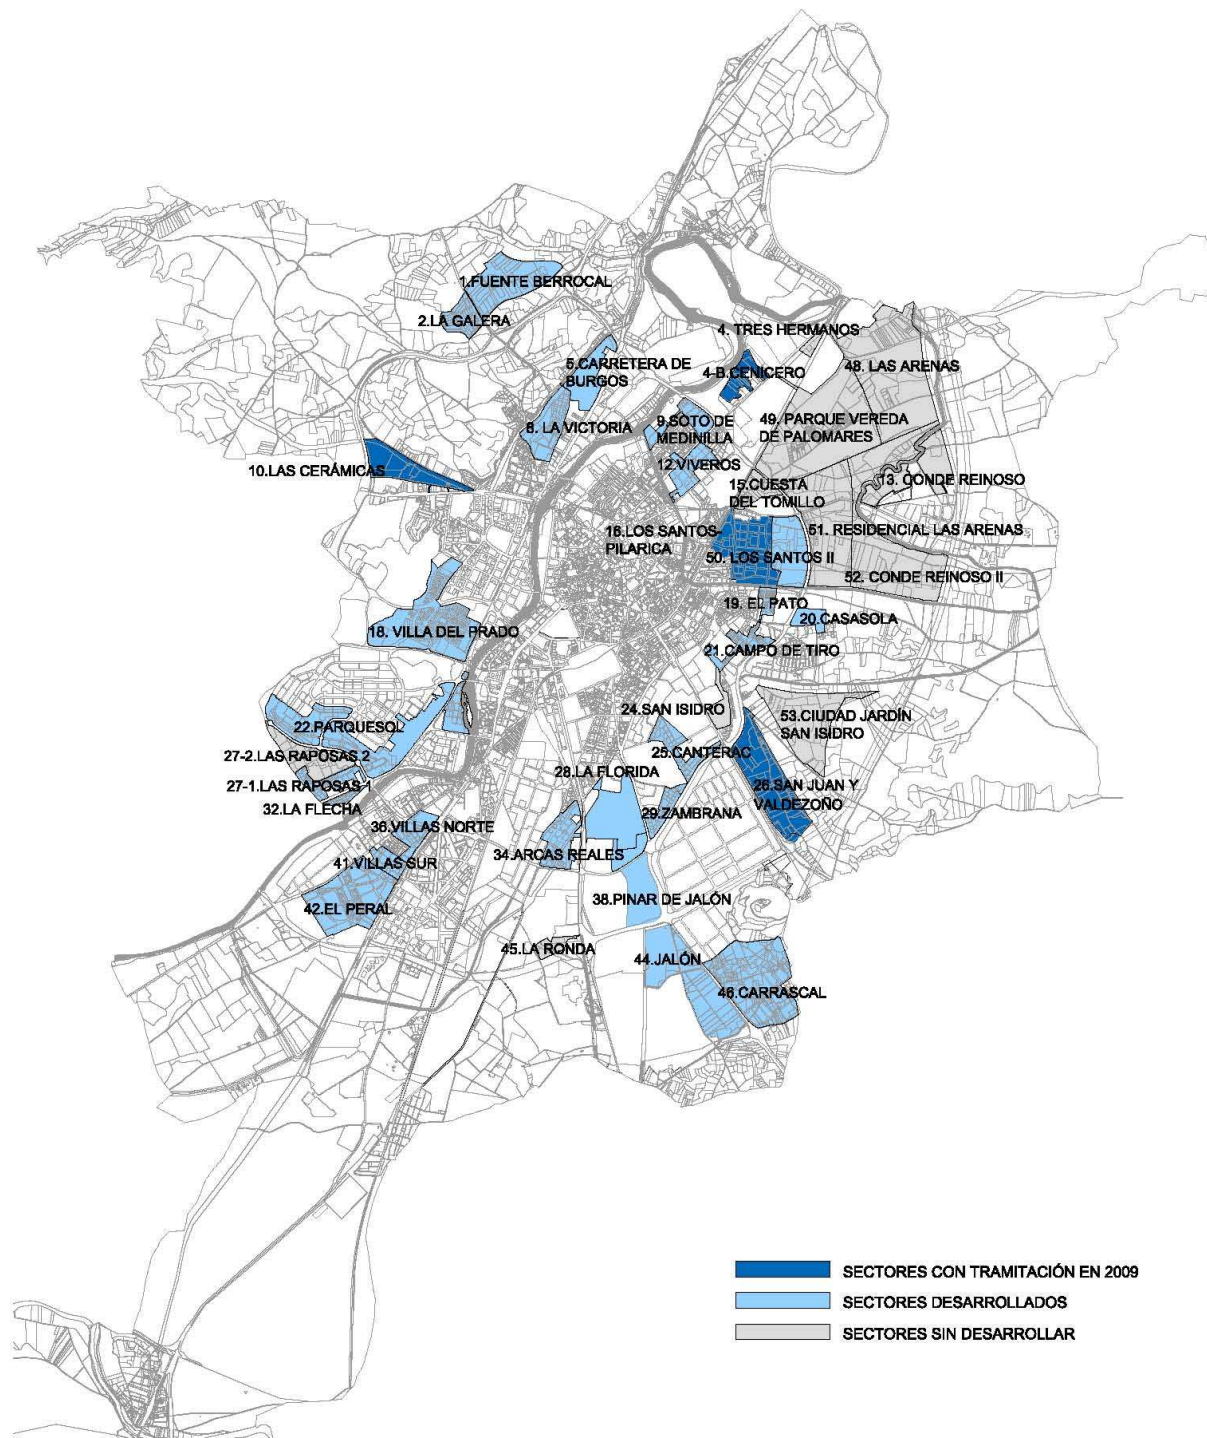 1.FUENTE BERROCAL
2.LA GALERA
4. TRES HERMANOS
5.CARRETERA DE
BURGOS
4-B.CENICERO
48. LAS ARENAS
8. LA VICTORIA
9.SOTO DE
MEDINILLA
49. PARQUE VEREDA
DE PALOMARES
10.LAS CERÁMICAS
12.VIVEROS
15.CUESTA
DEL TOMILLO
13. CONDE REINOSO
16.LOS SANTOS-
PILARICA
51. RESIDENCIAL LAS ARENAS
50. LOS SANTOS II
52. CONDE REINOSO II
19. EL PATO
20.CASASOLA
18. VILLA DEL PRADO
21.CAMPO DE TIRO
24.SAN ISIDRO
53.CIUDAD JARDÍN
SAN ISIDRO
22.PARQUESOL
27-2.LAS RAPOSAS 2
25.CANTERAC
28.LA FLORIDA
27-1.LAS RAPOSAS 1
26.SAN JUAN Y
VALDEZOÑO
32.LA FLECHA
29.ZAMBRANA
36.VILLAS NORTE
34.ARCAS REALES
41.VILLAS SUR
38.PINAR DE JALÓN
42.EL PERAL
45.LA RONDA
44.JALÓN
46.CARRASCAL
SECTORES CON TRAMITACIÓN EN 2009
SECTORES DESARROLLADOS
SECTORES SIN DESARROLLAR